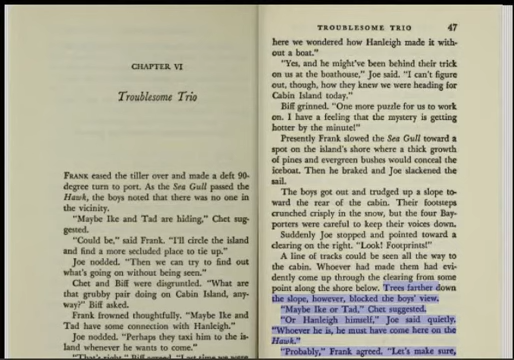 CHAPTER VI
Troublesome Trio
FRANK eased the tiller over and made a deft 90-
degree turn to port. As the Sea Gull passed the
Hawk, the boys noted that there was no one in
the vicinity.
"Maybe Ike and Tad are hiding," Chet sug-
gested.
"Could be," said Frank. "I'll circle the island
and find a more secluded place to tie up."
Joe nodded. "Then we can try to find out
what's going on without being seen."
Chet and Biff were disgruntled. "What are
that grubby pair doing on Cabin Island, any-
way?" Biff asked.
Frank frowned thoughtfully. "Maybe Ike and
Tad have some connection with Hanleigh."
Joe nodded. "Perhaps they taxi him to the is-
land whenever he wants to come."
"That's right," Biff agreed. "Last time we were
TROUBLESOME TRIO 47
here we wondered how Hanleigh made it with-
out a boat."
"Yes, and he might've been behind their trick
on us at the boathouse," Joe said. "I can't figure
out, though, how they knew we were heading for
Cabin Island today."
Biff grinned. "One more puzzle for us to work
on. I have a feeling that the mystery is getting
hotter by the minute!"
Presently Frank slowed the Sea Gull toward a
spot on the island's shore where a thick growth
of pines and evergreen bushes would conceal the
iceboat. Then he braked and Joe slackened the
sail.
The boys got out and trudged up a slope to-
ward the rear of the cabin. Their footsteps
crunched crisply in the snow, but the four Bay-
porters were careful to keep their voices down.
Suddenly Joe stopped and pointed toward a
clearing on the right. "Look! Footprints!"
A line of tracks could be seen all the way to
the cabin. Whoever had made them had evi-
dently come up through the clearing from some
point along the shore below. Trees farther down
the slope, however, blocked the boys' view.
"Maybe Ike or Tad," Chet suggested.
"Or Hanleigh himself," Joe said quietly.
"Whoever he is, he must have come here on the
Hawk."
"Probably," Frank agreed. "Let's make sure,